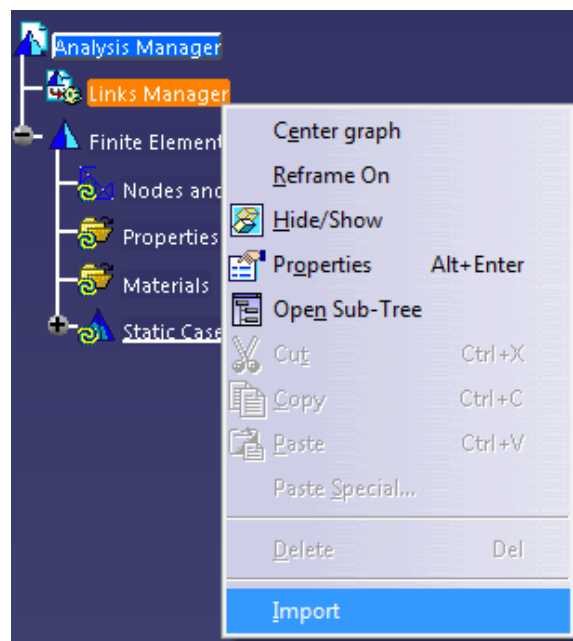 Analysis Manager
Links Manager
Finite Element
Nodes and
Properties
Materials
Static Case
Center graph
Reframe On
Hide/Show
Properties Alt+Enter
Open Sub-Tree
Cut Ctrl+X
Copy Ctrl+C
Paste Ctrl+V
Paste Special...
Delete Del
Import